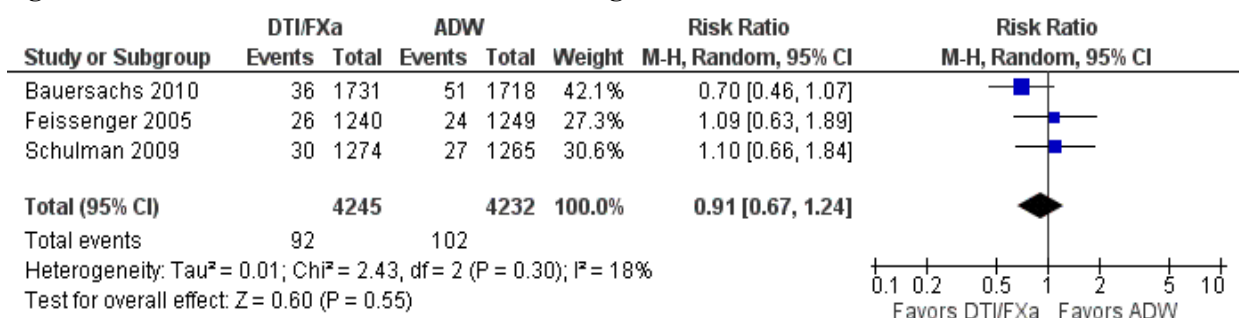 DTI/FXa ADW Risk Ratio Risk Ratio
Study or Subgroup Events Total Events Total Weight M-H, Random, 95% CI M-H, Random, 95% CI
Bauersachs 2010 36 1731 51 1718 42.1% 0.70 [0.46, 1.07]
Feissenger 2005 26 1240 24 1249 27.3% 1.09 [0.63, 1.89]
Schulman 2009 30 1274 27 1265 30.6% 1.10 [0.66, 1.84]
Total (95% CI) 4245 4232 100.0% 0.91 [0.67, 1.24]
Total events 92 102
Heterogeneity: Tau² = 0.01; Chi² = 2.43, df = 2 (P = 0.30); I² = 18%
Test for overall effect: Z = 0.60 (P = 0.55)
0.1 0.2 0.5 1 2 5 10
Favors DTI/FXa Favors ADW